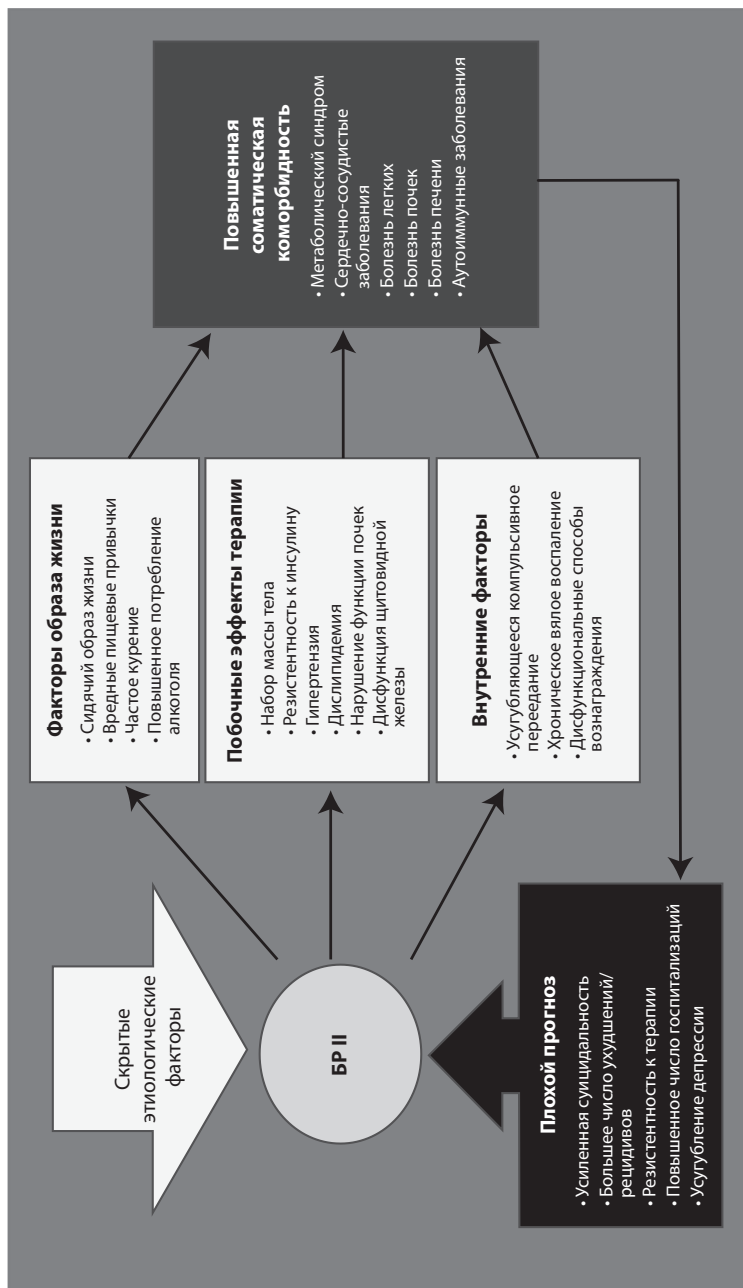 Скрытые
этиологические
факторы
БР II
Плохой прогноз
• Усиленная суицидальность
• Большее число ухудшений/
рецидивов
• Резистентность к терапии
• Повышенное число госпитализаций
• Усугубление депрессии
Факторы образа жизни
• Сидячий образ жизни
• Вредные пищевые привычки
• Частое курение
• Повышенное потребление
алкоголя
Побочные эффекты терапии
• Набор массы тела
• Резистентность к инсулину
• Гипертензия
• Дислипидемия
• Нарушение функции почек
• Дисфункция щитовидной
железы
Внутренние факторы
• Усугубляющееся компульсивное
переедание
• Хроническое вялое воспаление
• Дисфункциональные способы
вознаграждения
Повышенная
соматическая
коморбидность
• Метаболический синдром
• Сердечно-сосудистые
заболевания
• Болезнь легких
• Болезнь почек
• Болезнь печени
• Аутоиммунные заболевания